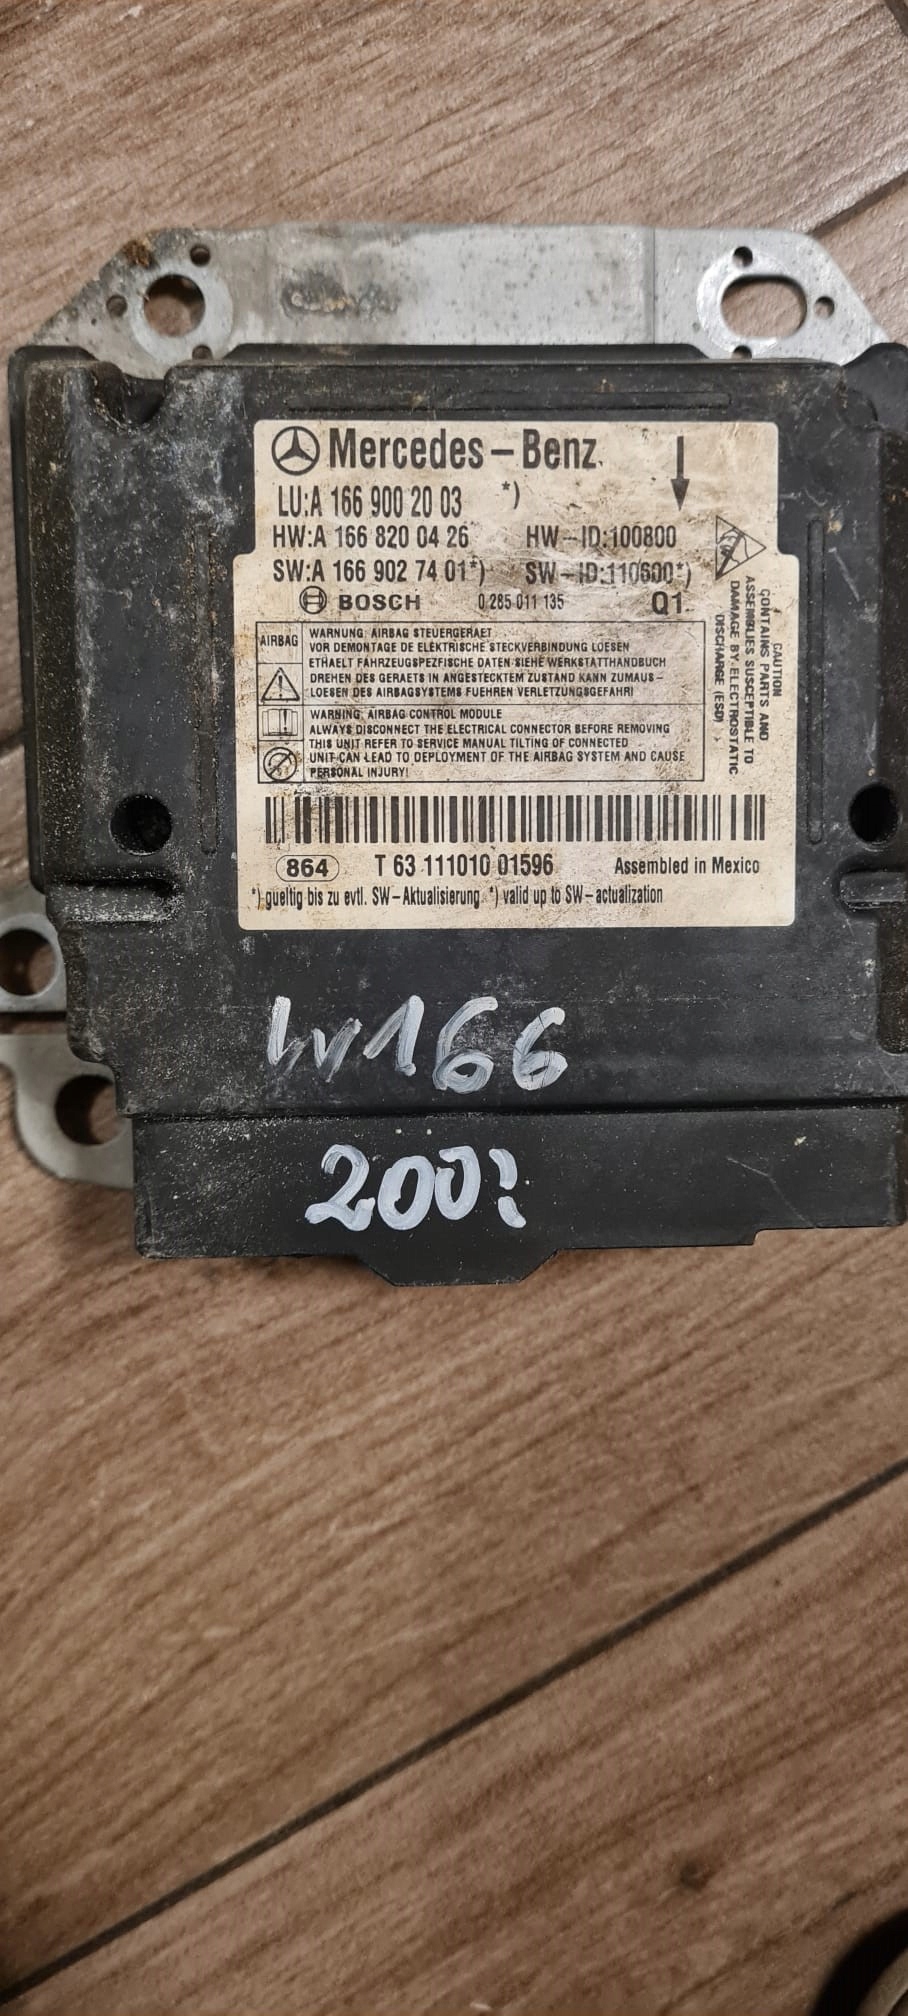 Mercedes-Benz
LU:A 166 900 20 03 *)
HW:A 166 820 04 26 HW-ID:100800
SW:A 166 902 74 01*) SW-ID:110600*)
BOSCH 0 285 011 135 Q1
AIRBAG
WARNUNG, AIRBAG STEUERGERAET
VOR DEMONTAGE DE ELEKTRISCHE STECKVERBINDUNG LOESEN
ETHAELT FAHRZEUGSPEZFISCHE DATEN SIEHE WERKSTATTHANDBUCH
DREHEN DES GERAETS IN ANGESTECKTEM ZUSTAND KANN ZUMAUS-
LOESEN DES AIRBAGSYSTEMS FUEHREN VERLETZUNGSGEFAHR!
WARNING, AIRBAG CONTROL MODULE
ALWAYS DISCONNECT THE ELECTRICAL CONNECTOR BEFORE REMOVING
THIS UNIT REFER TO SERVICE MANUAL TILTING OF CONNECTED
UNIT CAN LEAD TO DEPLOYMENT OF THE AIRBAG SYSTEM AND CAUSE
PERSONAL INJURY!
CAUTION
CONTAINS PARTS AND
ASSEMBLIES SUSCEPTIBLE TO
DAMAGE BY ELECTROSTATIC
DISCHARGE (ESD)
864 T 63 111010 01596 Assembled in Mexico
*) gueltig bis zu evtl. SW-Aktualisierung *) valid up to SW-actualization
W166